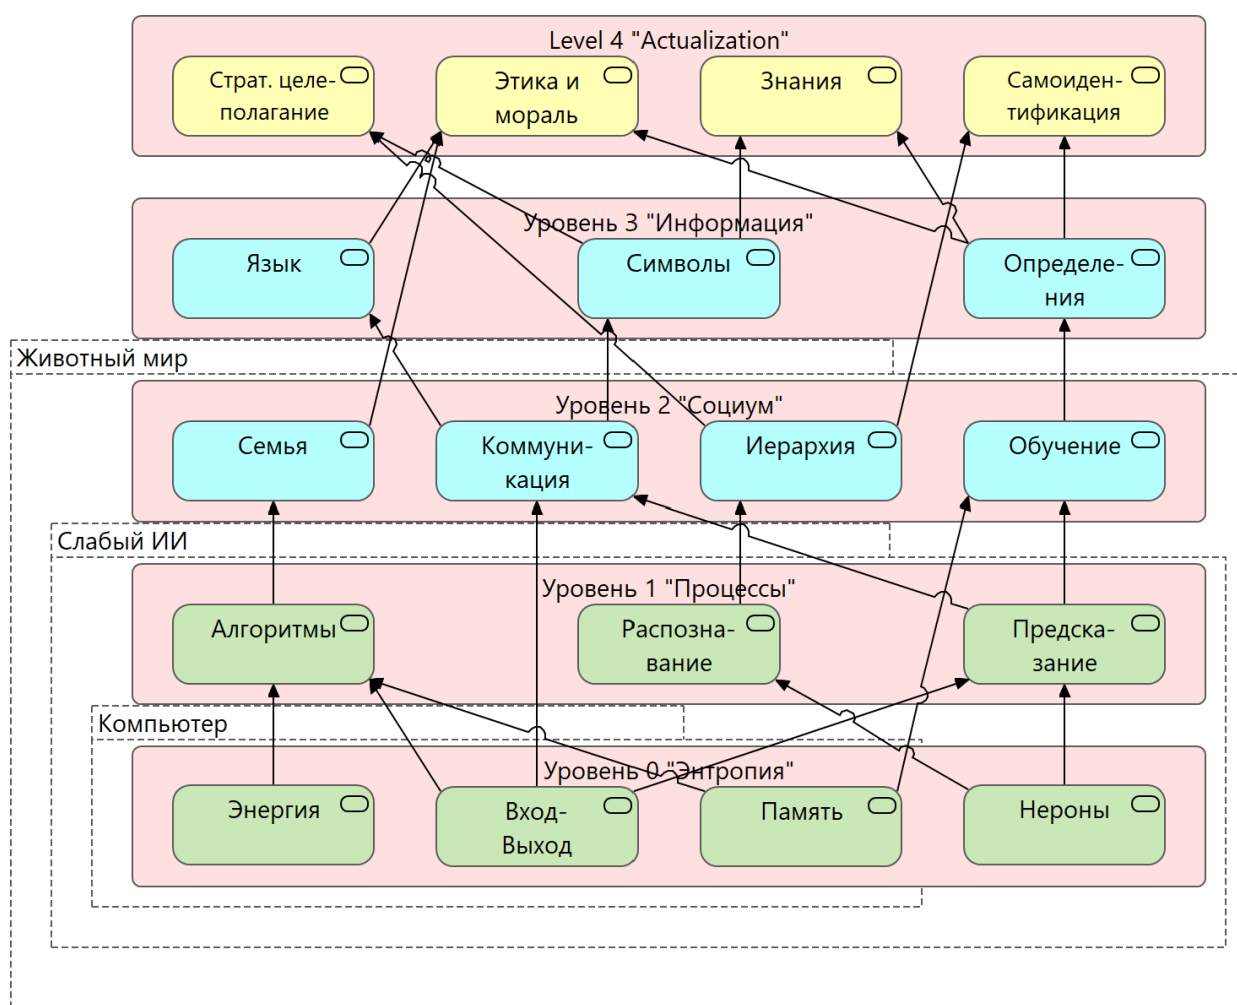 Level 4 "Actualization"
Страт. целе-
полагание
Этика и
мораль
Знания
Самоиден-
тификация
Уровень 3 "Информация"
Язык
Символы
Определе-
ния
Животный мир
Уровень 2 "Социум"
Семья
Коммуни-
кация
Иерархия
Обучение
Слабый ИИ
Уровень 1 "Процессы"
Алгоритмы
Распозна-
вание
Предска-
зание
Компьютер
Уровень 0 "Энтропия"
Энергия
Вход-
Выход
Память
Нероны